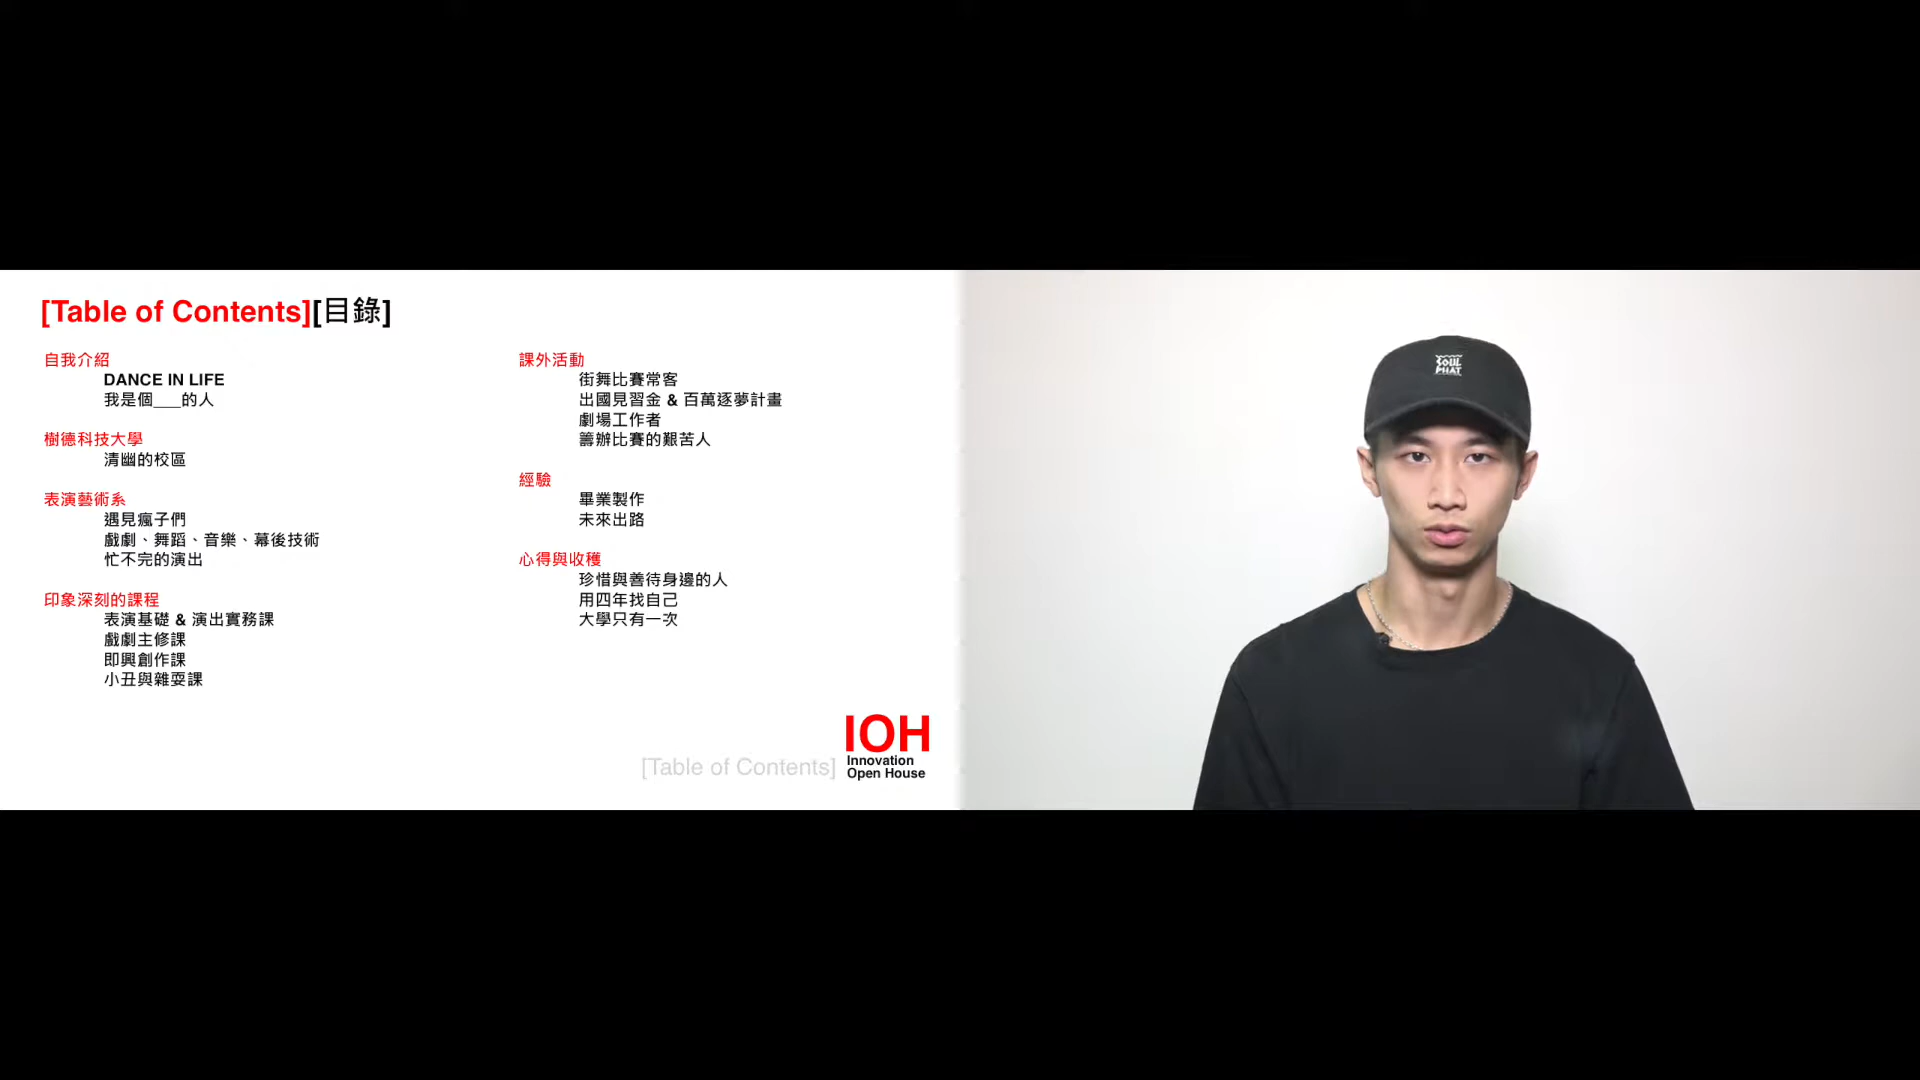 [Table of Contents][目錄]
自我介紹
DANCE IN LIFE
我是個___的人
樹德科技大學
清幽的校區
表演藝術系
遇見瘋子們
戲劇、舞蹈、音樂、幕後技術
忙不完的演出
印象深刻的課程
表演基礎 & 演出實務課
戲劇主修課
即興創作課
小丑與雜耍課
課外活動
街舞比賽常客
出國見習金 & 百萬逐夢計畫
劇場工作者
籌辦比賽的艱苦人
經驗
畢業製作
未來出路
心得與收穫
珍惜與善待身邊的人
用四年找自己
大學只有一次
[Table of Contents]
IOH
Innovation
Open House
SOUL
PHAT